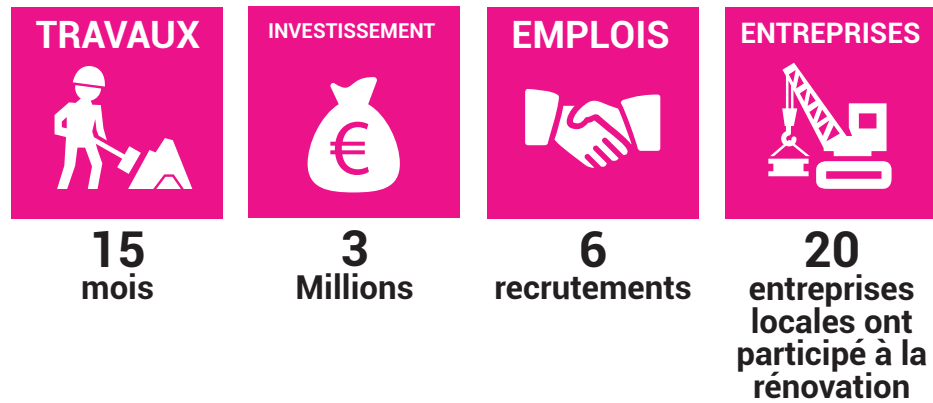 TRAVAUX
15
mois
INVESTISSEMENT
€
3
Millions
EMPLOIS
6
recrutements
ENTREPRISES
20
entreprises
locales ont
participé à la
rénovation